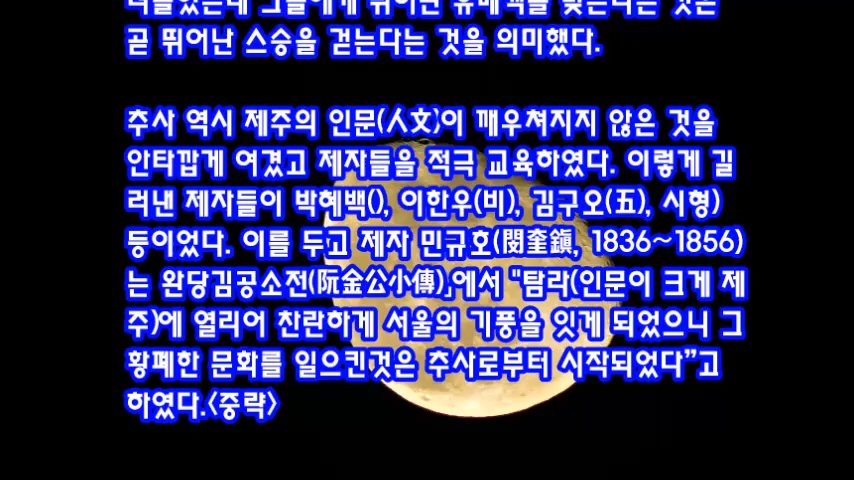 곧 뛰어난 스승을 얻는다는 것을 의미했다.
추사 역시 제주의 인문(人文)이 깨우쳐지지 않은 것을
안타깝게 여겼고 제자들을 적극 교육하였다. 이렇게 길
러낸 제자들이 박혜백(), 이한우(비), 김구오(五), 시형)
등이었다. 이를 두고 제자 민규호(閔奎鎭, 1836~1856)
는 완당김공소전(阮金公小傳)」에서 "탐라(인문이 크게 제
주)에 열리어 찬란하게 서울의 기풍을 잇게 되었으니 그
황폐한 문화를 일으킨것은 추사로부터 시작되었다”고
하였다.<중략>